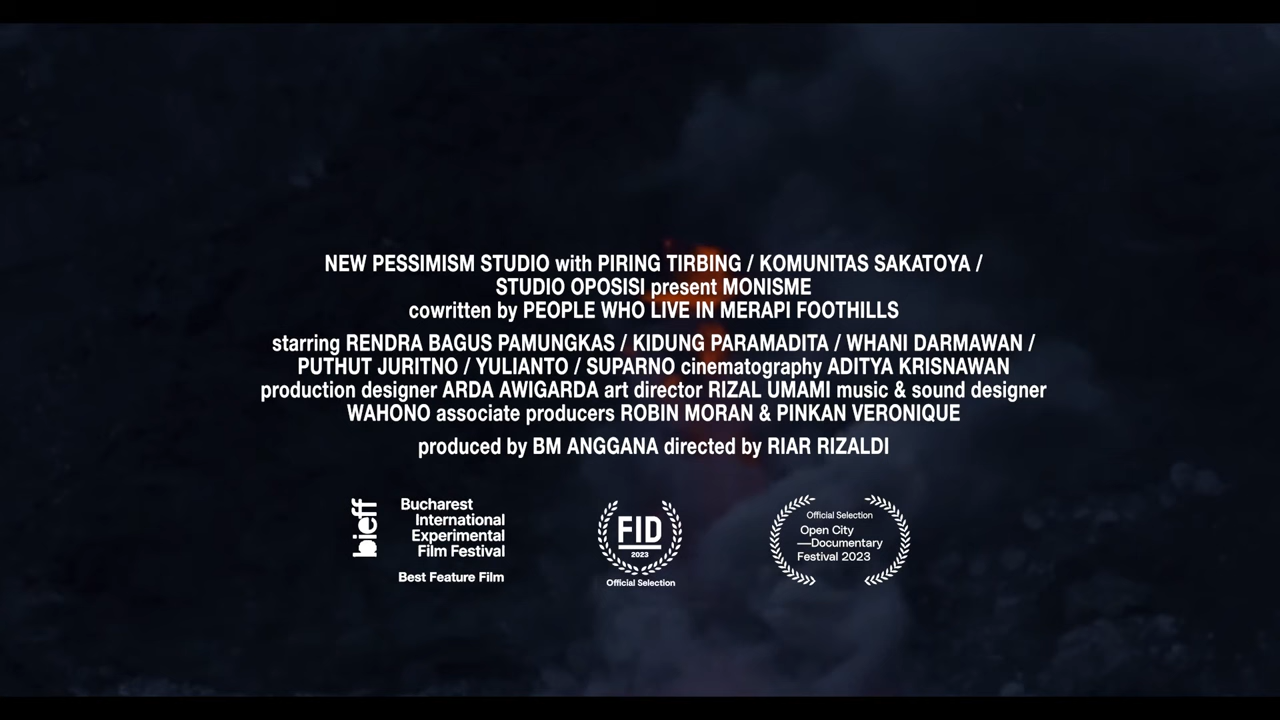 NEW PESSIMISM STUDIO with PIRING TIRBING / KOMUNITAS SAKATOYA /
STUDIO OPOSISI present MONISME
cowritten by PEOPLE WHO LIVE IN MERAPI FOOTHILLS
starring RENDRA BAGUS PAMUNGKAS / KIDUNG PARAMADITA / WHANI DARMAWAN /
PUTHUT JURITNO / YULIANTO / SUPARNO cinematography ADITYA KRISNAWAN
production designer ARDA AWIGARDA art director RIZAL UMAMI music & sound designer
WAHONO associate producers ROBIN MORAN & PINKAN VERONIQUE
produced by BM ANGGANA directed by RIAR RIZALDI
bieff
Bucharest
International
Experimental
Film Festival
Best Feature Film
FID
2023
Official Selection
Official Selection
Open City
—Documentary
Festival 2023